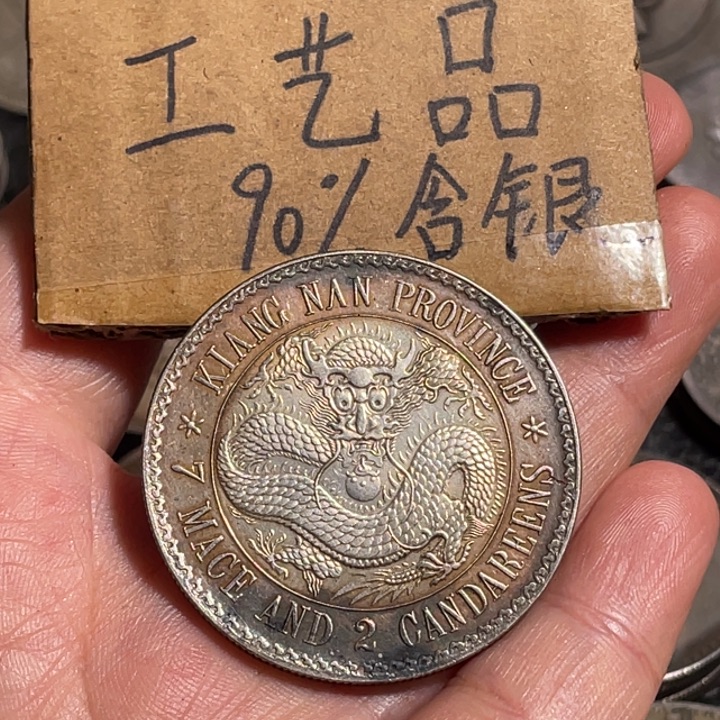 工艺品
90%含银
KIANG NAN PROVINCE
* 7 MACE AND 2 CANDAREENS *